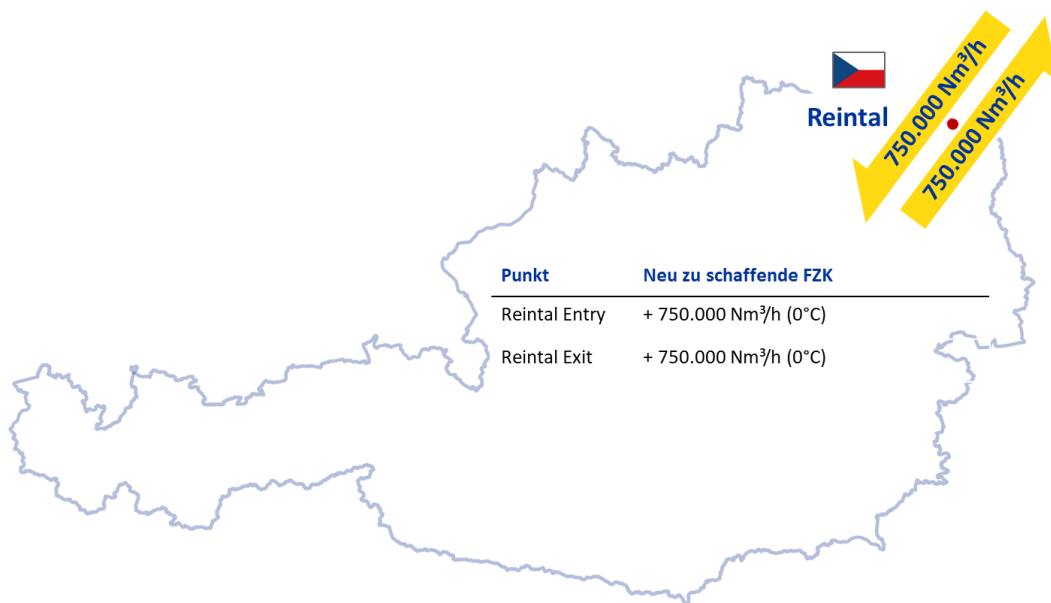 Reintal
750.000 Nm³/h
750.000 Nm³/h
Punkt Neu zu schaffende FZK
Reintal Entry + 750.000 Nm³/h (0°C)
Reintal Exit + 750.000 Nm³/h (0°C)